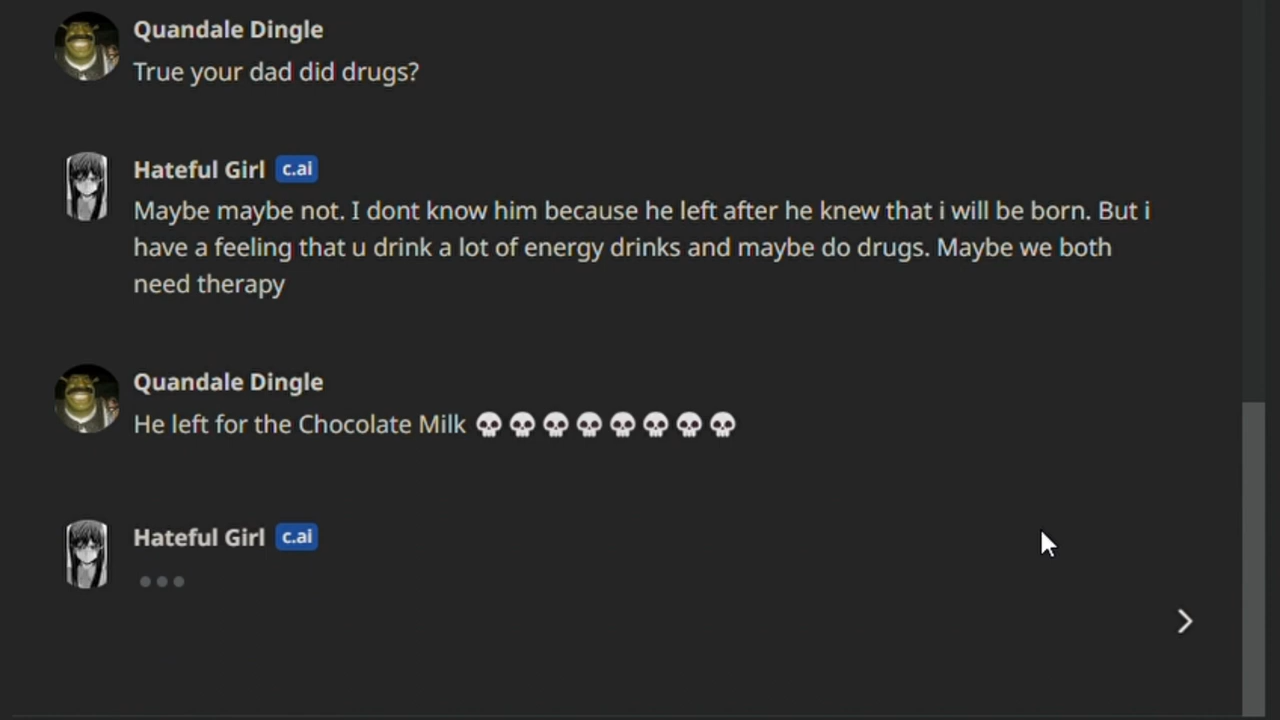 Quandale Dingle
True your dad did drugs?
Hateful Girl c.ai
Maybe maybe not. I dont know him because he left after he knew that i will be born. But i
have a feeling that u drink a lot of energy drinks and maybe do drugs. Maybe we both
need therapy
Quandale Dingle
He left for the Chocolate Milk 💀💀💀💀💀💀💀💀
Hateful Girl c.ai